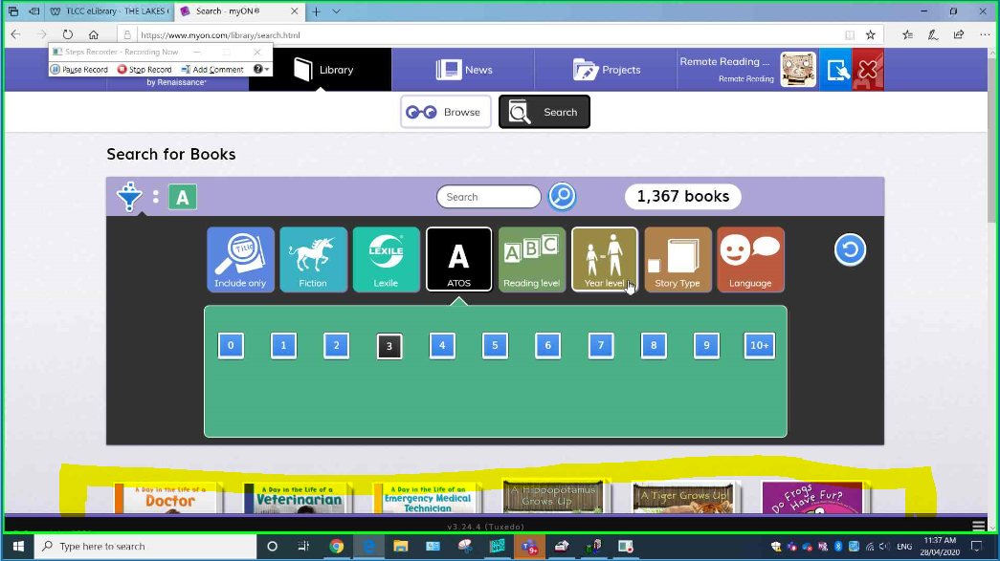 TLCC eLibrary - THE LAKES
Search - myON®
https://www.myon.com/library/search.html
Steps Recorder - Recording Now
Pause Record
Stop Record
Add Comment
by Renaissance®
Library
News
Projects
Remote Reading ...
Remote Reading
Browse
Search
Search for Books
A
Search
1,367 books
TITLE
Include only
Fiction
LEXILE
Lexile
A
ATOS
A B C
Reading level
Year level
Story Type
Language
0
1
2
3
4
5
6
7
8
9
10+
A Day in the Life of a
Doctor
A Day in the Life of a
Veterinarian
A Day in the Life of an
Emergency Medical
Technician
A Hippopotamus
Grows Up
A Tiger Grows Up
Do Frogs
Have Fur?
v3.24.4 (Tuxedo)
Type here to search
9+
ENG
11:37 AM
28/04/2020